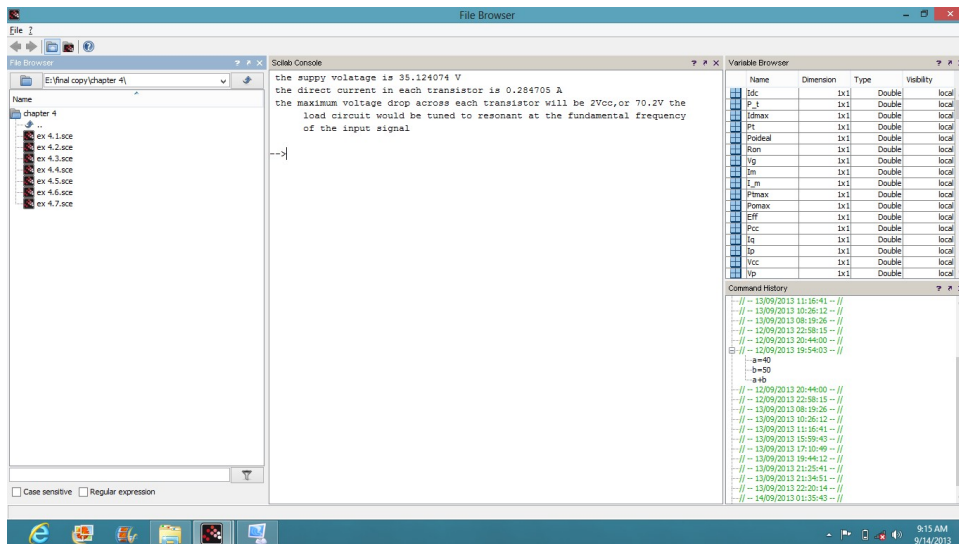 File Browser
File ?
File Browser
E:\final copy\chapter 4\
Name
chapter 4
..
ex 4.1.sce
ex 4.2.sce
ex 4.3.sce
ex 4.4.sce
ex 4.5.sce
ex 4.6.sce
ex 4.7.sce
Case sensitive Regular expression
Scilab Console
the suppy volatage is 35.124074 V
the direct current in each transistor is 0.284705 A
the maximum voltage drop across each transistor will be 2Vcc,or 70.2V the
load circuit would be tuned to resonant at the fundamental frequency
of the input signal
-->
Variable Browser
Name Dimension Type Visibility
Idc 1x1 Double local
P_t 1x1 Double local
Idmax 1x1 Double local
Pt 1x1 Double local
Poideal 1x1 Double local
Ron 1x1 Double local
Vg 1x1 Double local
Im 1x1 Double local
I_m 1x1 Double local
Ptmax 1x1 Double local
Pomax 1x1 Double local
Eff 1x1 Double local
Pcc 1x1 Double local
Iq 1x1 Double local
Ip 1x1 Double local
Vcc 1x1 Double local
Vp 1x1 Double local
Command History
// -- 13/09/2013 11:16:41 -- //
// -- 13/09/2013 10:26:12 -- //
// -- 13/09/2013 08:19:26 -- //
// -- 12/09/2013 22:58:15 -- //
// -- 12/09/2013 20:44:00 -- //
// -- 12/09/2013 19:54:03 -- //
a=40
b=50
a+b
// -- 12/09/2013 20:44:00 -- //
// -- 12/09/2013 22:58:15 -- //
// -- 13/09/2013 08:19:26 -- //
// -- 13/09/2013 10:26:12 -- //
// -- 13/09/2013 11:16:41 -- //
// -- 13/09/2013 15:59:43 -- //
// -- 13/09/2013 17:10:49 -- //
// -- 13/09/2013 19:44:12 -- //
// -- 13/09/2013 21:25:41 -- //
// -- 13/09/2013 21:34:51 -- //
// -- 13/09/2013 22:20:14 -- //
// -- 14/09/2013 01:35:43 -- //
9:15 AM
9/14/2013